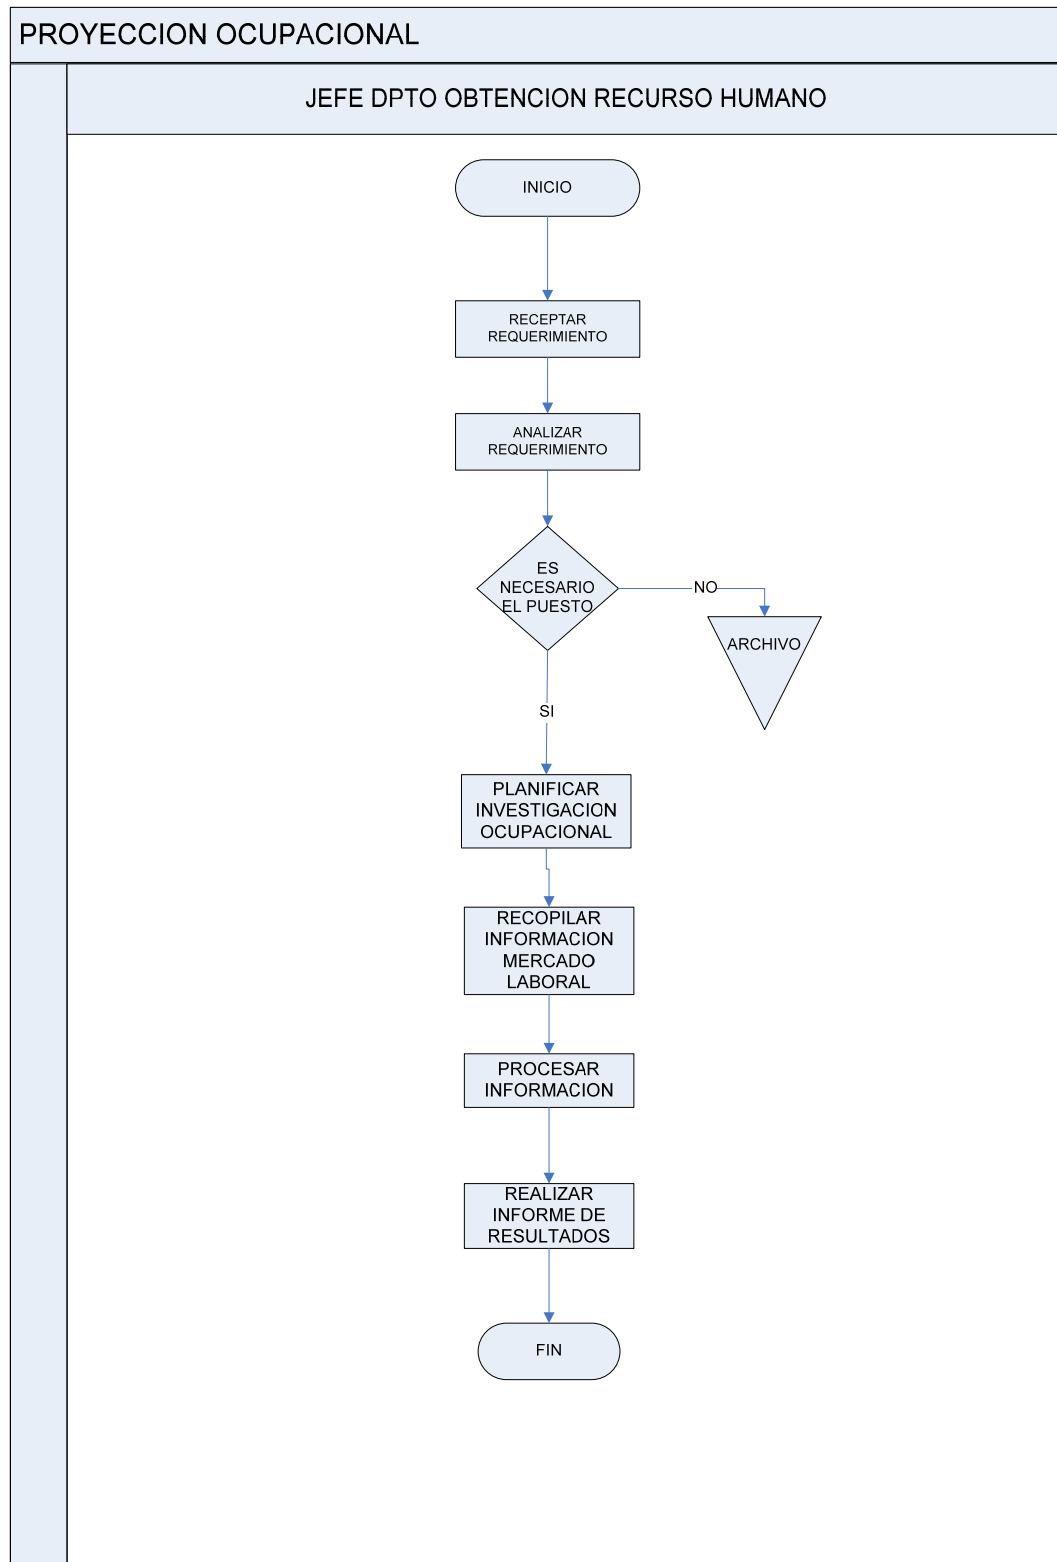 PROYECCION OCUPACIONAL
JEFE DPTO OBTENCION RECURSO HUMANO
INICIO
RECEPTAR
REQUERIMIENTO
ANALIZAR
REQUERIMIENTO
ES
NECESARIO
EL PUESTO
NO
ARCHIVO
SI
PLANIFICAR
INVESTIGACION
OCUPACIONAL
RECOPILAR
INFORMACION
MERCADO
LABORAL
PROCESAR
INFORMACION
REALIZAR
INFORME DE
RESULTADOS
FIN